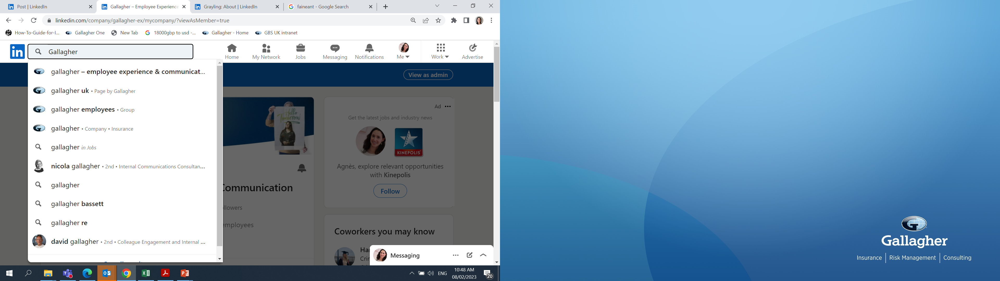 Post | LinkedIn
Gallagher – Employee Experience
Grayling: About | LinkedIn
faineant - Google Search
linkedin.com/company/gallagher-ex/mycompany/?viewAsMember=true
How-To-Guide-for-I...
Gallagher One
New Tab
18000gbp to usd -...
Gallagher - Home
GBS UK intranet
in
Gallagher
Home
My Network
Jobs
Messaging
Notifications
Me
Work
Advertise
View as admin
gallagher – employee experience & communicat...
gallagher uk • Page by Gallagher
gallagher employees • Group
gallagher • Company • Insurance
gallagher in Jobs
nicola gallagher • 2nd • Internal Communications Consultan...
gallagher
gallagher bassett
gallagher re
david gallagher • 2nd • Colleague Engagement and Internal ...
Hello
Tomorrow
Communication
ollowers
employees
Ad
Get the latest jobs and industry news
KINEPOLIS
Agnès, explore relevant opportunities
with Kinepolis
Follow
Coworkers you may know
Messaging
ENG
10:48 AM
08/02/2023
20
Gallagher
Insurance | Risk Management | Consulting